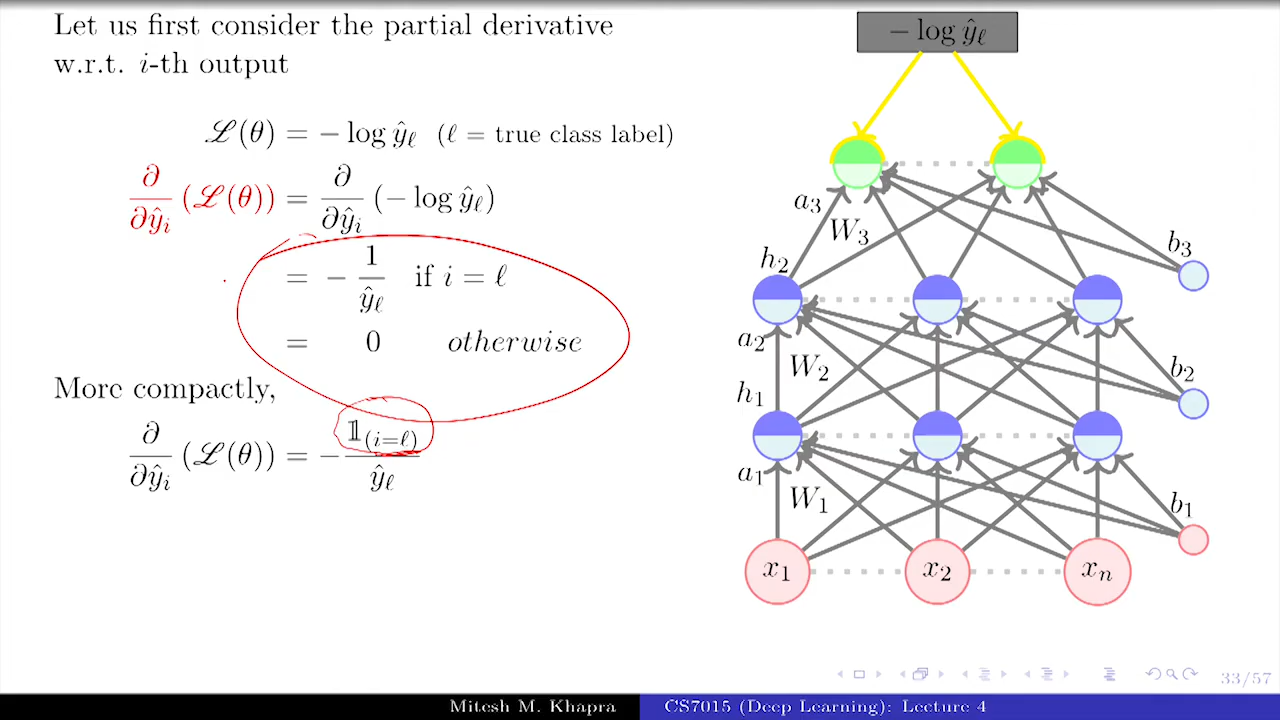 Let us first consider the partial derivative
w.r.t. i-th output
ℒ(θ) = − log ŷ_ℓ (ℓ = true class label)
∂/∂ŷ_i (ℒ(θ)) = ∂/∂ŷ_i (− log ŷ_ℓ)
= − 1/ŷ_ℓ if i = ℓ
= 0 otherwise
More compactly,
∂/∂ŷ_i (ℒ(θ)) = − 𝟙_(i=ℓ)/ŷ_ℓ
− log ŷ_ℓ
a_3
W_3
b_3
h_2
a_2
W_2
b_2
h_1
a_1
W_1
b_1
x_1 x_2 x_n
33/57
Mitesh M. Khapra CS7015 (Deep Learning): Lecture 4